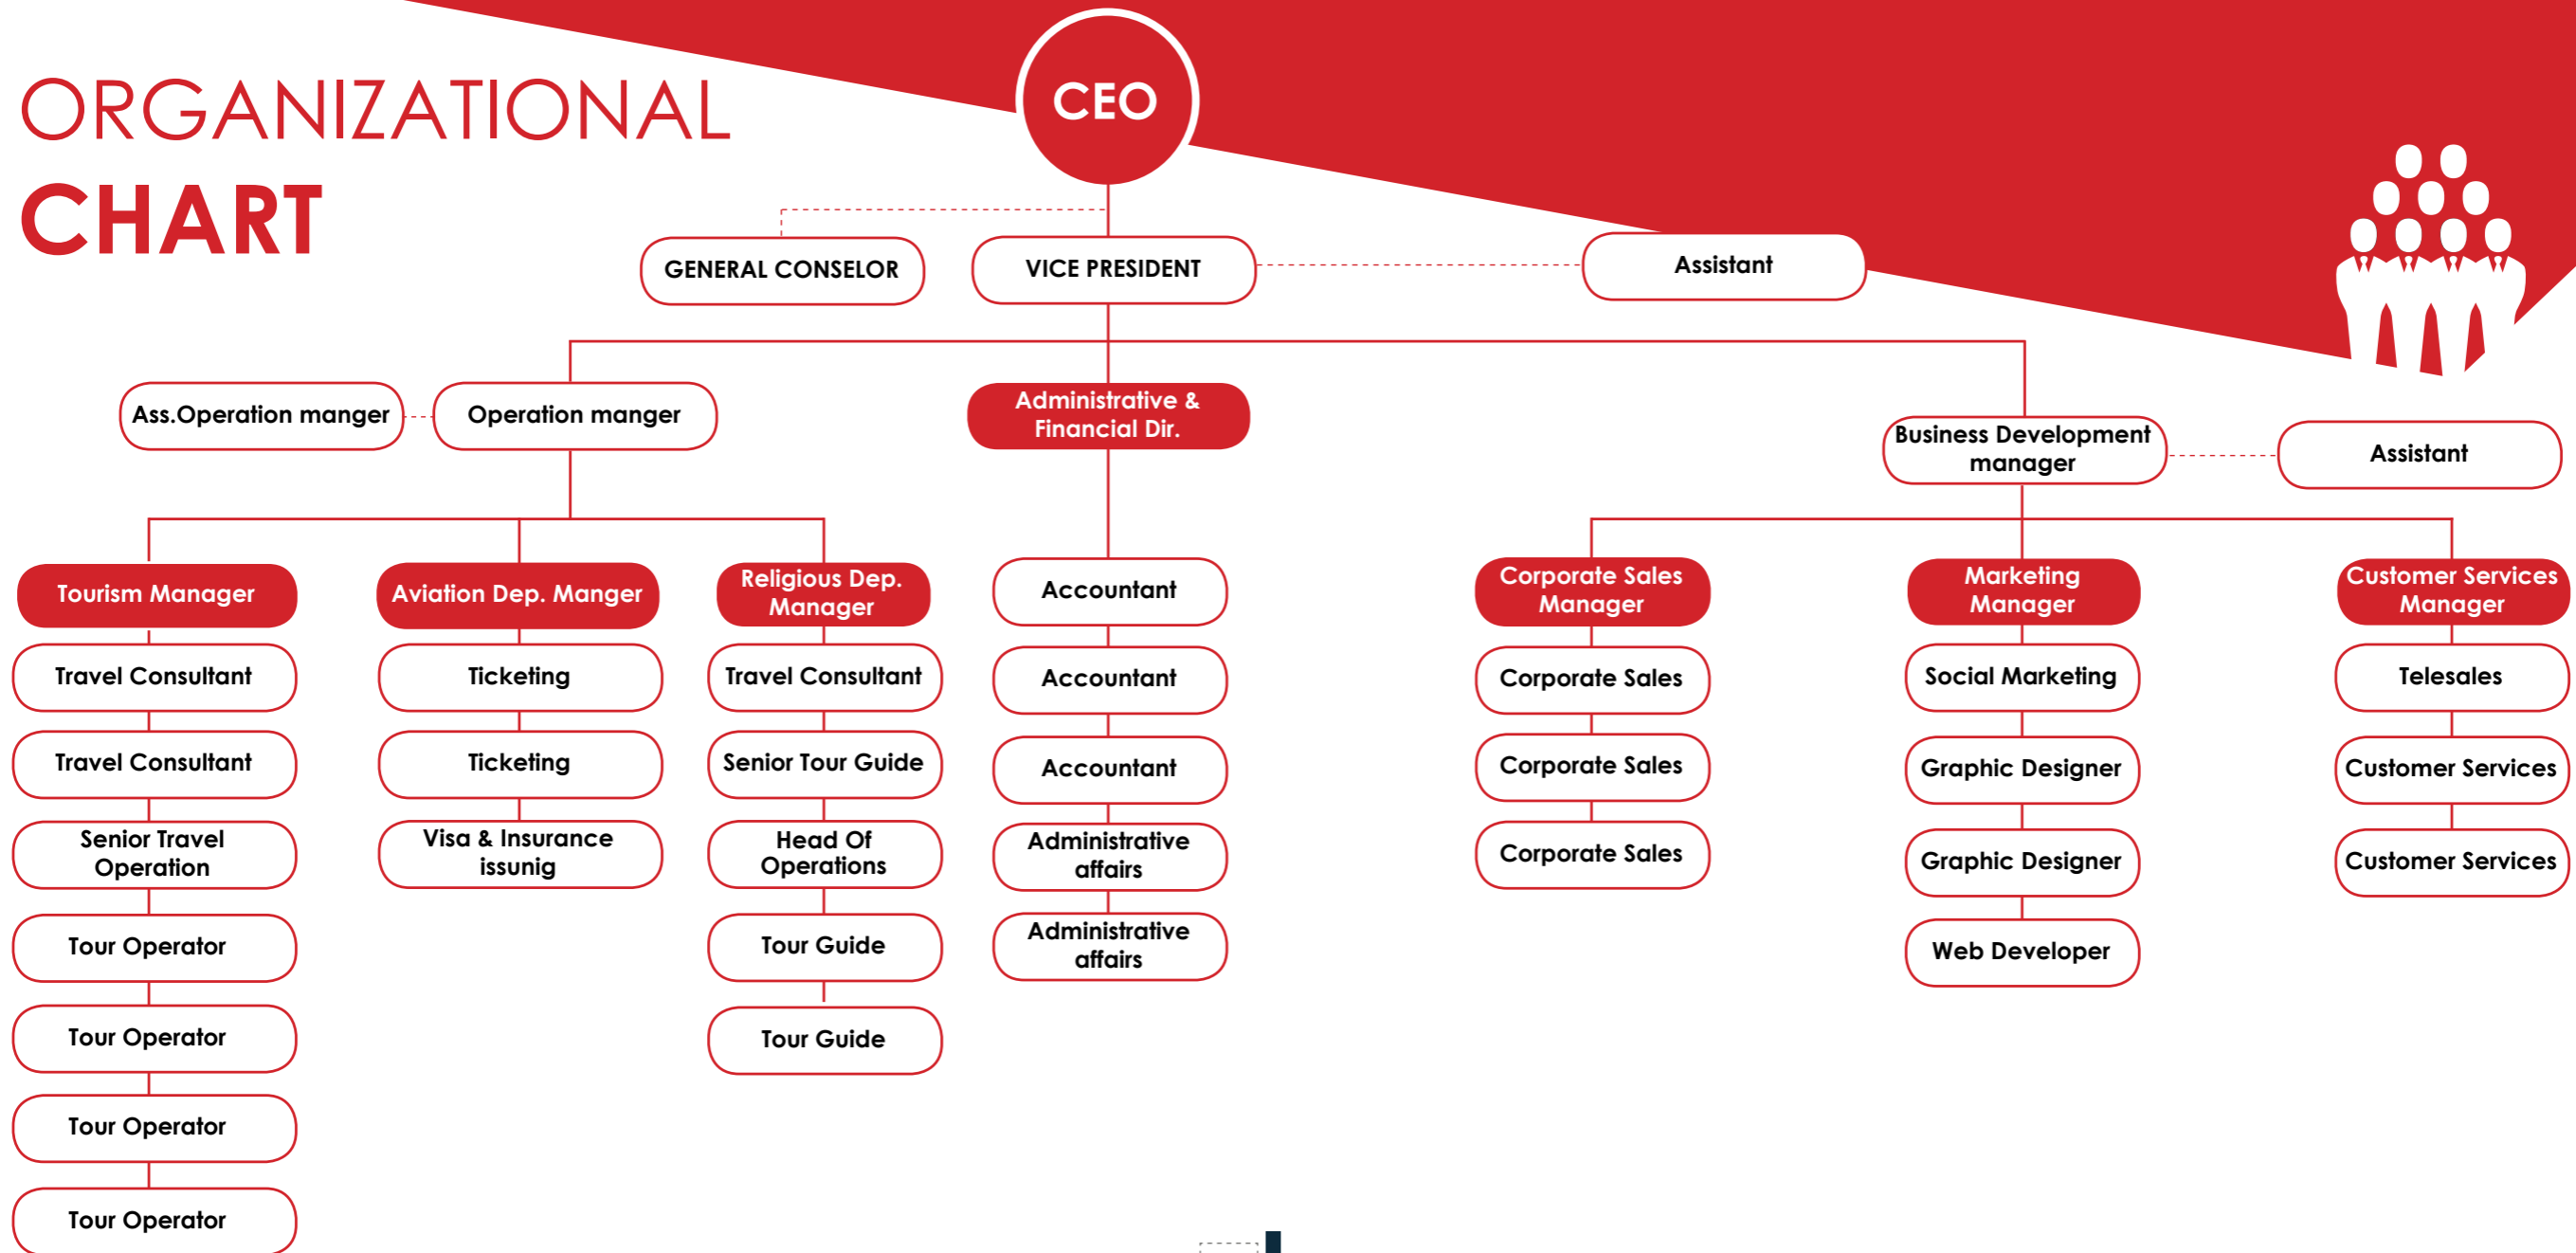 ORGANIZATIONAL
CHART
CEO
GENERAL CONSELOR
VICE PRESIDENT
Assistant
Ass.Operation manger
Operation manger
Administrative &
Financial Dir.
Business Development
manager
Assistant
Tourism Manager
Travel Consultant
Travel Consultant
Senior Travel
Operation
Tour Operator
Tour Operator
Tour Operator
Tour Operator
Aviation Dep. Manger
Ticketing
Ticketing
Visa & Insurance
issunig
Religious Dep.
Manager
Travel Consultant
Senior Tour Guide
Head Of
Operations
Tour Guide
Tour Guide
Accountant
Accountant
Accountant
Administrative
affairs
Administrative
affairs
Corporate Sales
Manager
Corporate Sales
Corporate Sales
Corporate Sales
Marketing
Manager
Social Marketing
Graphic Designer
Graphic Designer
Web Developer
Customer Services
Manager
Telesales
Customer Services
Customer Services